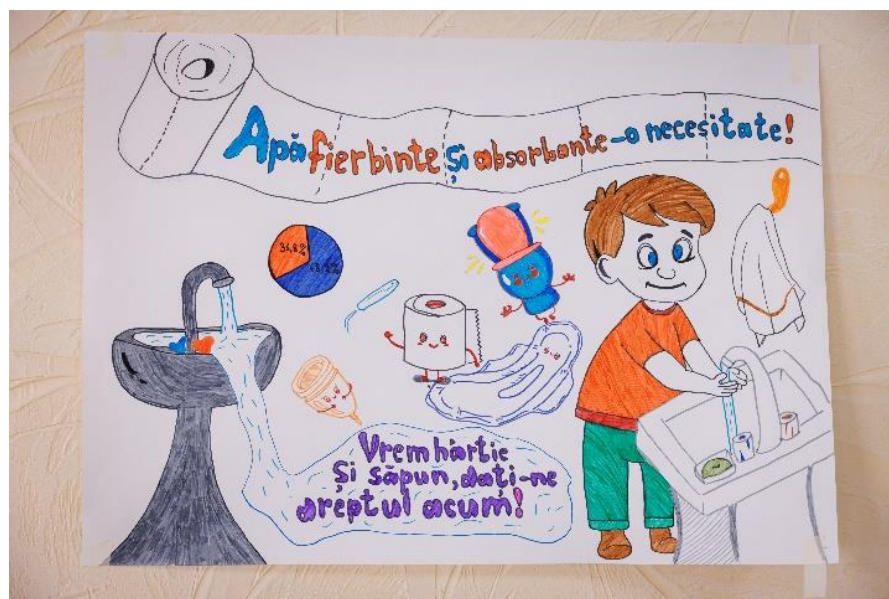 Apă fierbinte și absorbante - o necesitate!
Vrem hârtie
și săpun, dați-ne
dreptul acum!